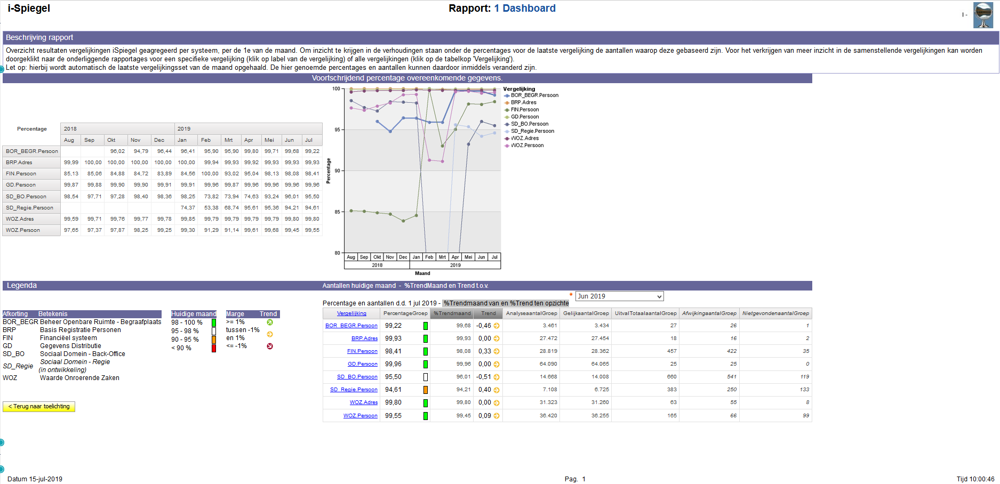 i-Spiegel
Rapport: 1 Dashboard
I -
Beschrijving rapport
Overzicht resultaten vergelijkingen iSpiegel geagregeerd per systeem, per de 1e van de maand. Om inzicht te krijgen in de verhoudingen staan onder de percentages voor de laatste vergelijking de aantallen waarop deze gebaseerd zijn. Voor het verkrijgen van meer inzicht in de samenstellende vergelijkingen kan worden
doorgeklikt naar de onderliggende rapportages voor een specifieke vergelijking (klik op label van de vergelijking) of alle vergelijkingen (klik op de tabelkop 'Vergelijking').
Let op: hierbij wordt automatisch de laatste vergelijkingsset van de maand opgehaald. De hier genoemde percentages en aantallen kunnen daardoor inmiddels veranderd zijn.
Voortschrijdend percentage overeenkomende gegevens.
Percentage 2018 2019
Aug Sep Okt Nov Dec Jan Feb Mrt Apr Mei Jun Jul
BOR_BEGR.Persoon 96,02 94,79 96,44 96,41 95,90 95,90 99,80 99,71 99,68 99,22
BRP.Adres 99,99 100,00 100,00 100,00 100,00 100,00 99,94 99,93 99,92 99,93 99,93 99,93
FIN.Persoon 85,13 85,06 84,88 84,72 83,89 84,56 100,00 93,02 95,04 98,13 98,08 98,41
GD.Persoon 99,87 99,88 99,90 99,90 99,91 99,91 99,96 99,87 99,96 99,96 99,96 99,96
SD_BO.Persoon 98,54 97,71 97,28 98,40 98,36 98,25 73,82 73,94 74,63 93,24 96,01 95,50
SD_Regie.Persoon 74,37 53,38 68,74 95,61 95,36 94,21 94,61
WOZ.Adres 99,59 99,71 99,76 99,77 99,78 99,85 99,79 99,79 99,79 99,79 99,80 99,80
WOZ.Persoon 97,65 97,37 97,87 98,25 99,25 99,30 91,29 91,14 99,61 99,68 99,45 99,55
Percentage
100
95
90
85
80
Aug Sep Okt Nov Dec Jan Feb Mrt Apr Mei Jun Jul
2018 2019
Maand
Vergelijking
BOR_BEGR.Persoon
BRP.Adres
FIN.Persoon
GD.Persoon
SD_BO.Persoon
SD_Regie.Persoon
WOZ.Adres
WOZ.Persoon
Legenda
Afkorting Betekenis
BOR_BEGR Beheer Openbare Ruimte - Begraafplaats
BRP Basis Registratie Personen
FIN Financiëel systeem
GD Gegevens Distributie
SD_BO Sociaal Domein - Back-Office
SD_Regie Sociaal Domein - Regie
(in ontwikkeling)
WOZ Waarde Onroerende Zaken
Huidige maand
98 - 100 %
95 - 98 %
90 - 95 %
< 90 %
Marge Trend
>= 1%
tussen -1%
en 1%
<= -1%
< Terug naar toelichting
Aantallen huidige maand - %TrendMaand en Trend t.o.v.
* Jun 2019
Percentage en aantallen d.d. 1 jul 2019 - %Trendmaand van en %Trend ten opzichte
Vergelijking PercentageGroep %Trendmaand Trend AnalyseaantalGroep GelijkaantalGroep UitvalTotaalaantalGroep AfwijkingaantalGroep NietgevondenaantalGroep
BOR_BEGR.Persoon 99,22 99,68 -0,46 3.461 3.434 27 26 1
BRP.Adres 99,93 99,93 0,00 27.472 27.454 18 16 2
FIN.Persoon 98,41 98,08 0,33 28.819 28.362 457 422 35
GD.Persoon 99,96 99,96 0,00 64.090 64.065 25 25 0
SD_BO.Persoon 95,50 96,01 -0,51 14.668 14.008 660 541 119
SD_Regie.Persoon 94,61 94,21 0,40 7.108 6.725 383 250 133
WOZ.Adres 99,80 99,80 0,00 31.323 31.260 63 55 8
WOZ.Persoon 99,55 99,45 0,09 36.420 36.255 165 66 99
Datum 15-jul-2019
Pag. 1
Tijd 10:00:46